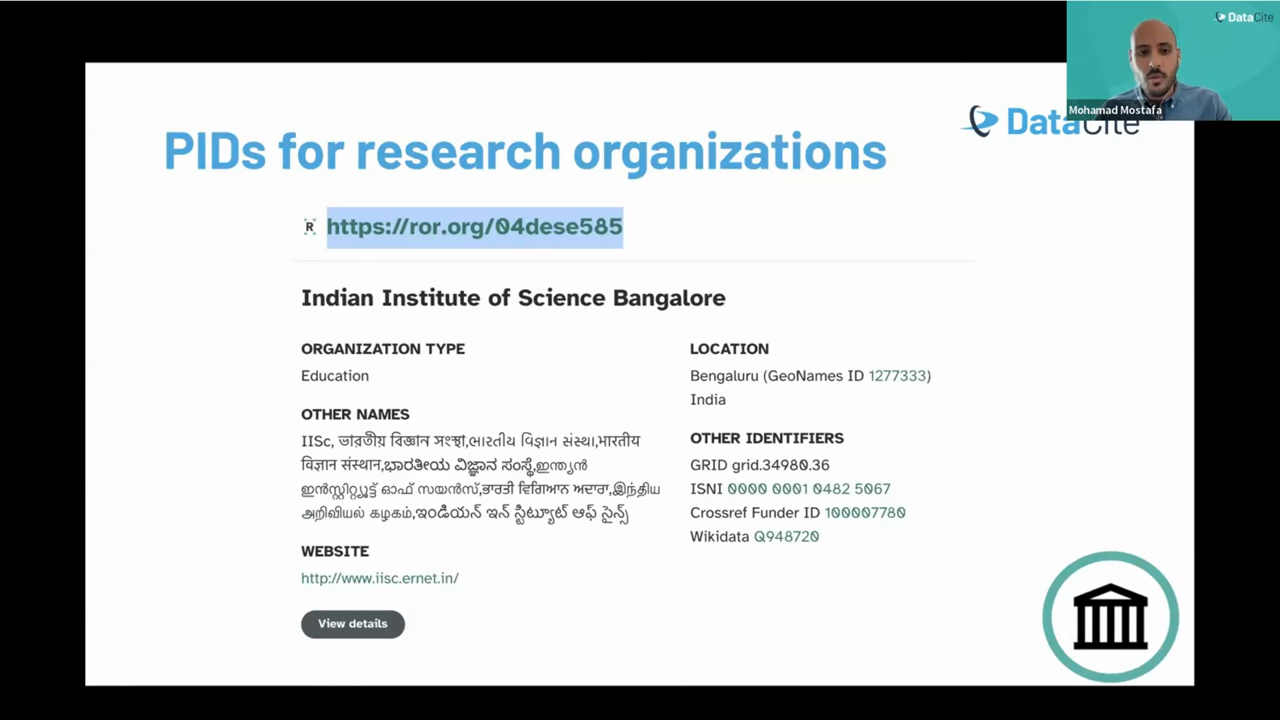 DataCite
Mohamad Mostafa
DataCite
PIDs for research organizations
R https://ror.org/04dese585
Indian Institute of Science Bangalore
ORGANIZATION TYPE
Education
OTHER NAMES
IISc, ভারতীয় বিজ্ঞান সংস্থা,ભારતીય વિજ્ઞાન સંસ્થા,भारतीय
विज्ञान संस्थान,ಭಾರತೀಯ ವಿಜ್ಞಾನ ಸಂಸ್ಥೆ,ഇന്ത്യൻ
ഇൻസ്റ്റിറ്റ്യൂട്ട് ഓഫ് സയൻസ്,ਭਾਰਤੀ ਵਿਗਿਆਨ ਅਦਾਰਾ,இந்திய
அறிவியல் கழகம்,ఇండియన్ ఇన్ స్టిట్యూట్ ఆఫ్ సైన్స్
WEBSITE
http://www.iisc.ernet.in/
View details
LOCATION
Bengaluru (GeoNames ID 1277333)
India
OTHER IDENTIFIERS
GRID grid.34980.36
ISNI 0000 0001 0482 5067
Crossref Funder ID 100007780
Wikidata Q948720